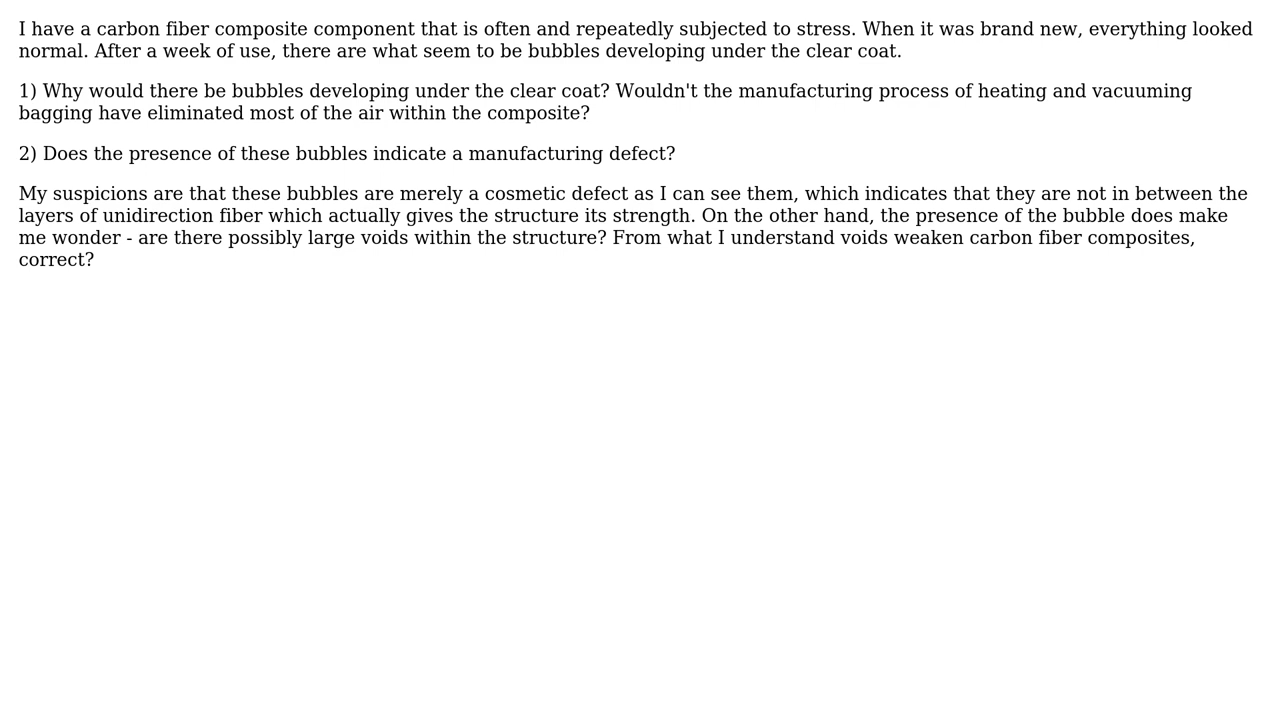 I have a carbon fiber composite component that is often and repeatedly subjected to stress. When it was brand new, everything looked
normal. After a week of use, there are what seem to be bubbles developing under the clear coat.
1) Why would there be bubbles developing under the clear coat? Wouldn't the manufacturing process of heating and vacuuming
bagging have eliminated most of the air within the composite?
2) Does the presence of these bubbles indicate a manufacturing defect?
My suspicions are that these bubbles are merely a cosmetic defect as I can see them, which indicates that they are not in between the
layers of unidirection fiber which actually gives the structure its strength. On the other hand, the presence of the bubble does make
me wonder - are there possibly large voids within the structure? From what I understand voids weaken carbon fiber composites,
correct?